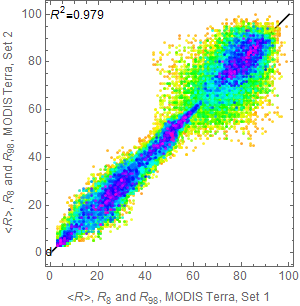 R²=0.979
100
80
60
40
20
0
0 20 40 60 80 100
<R>, R₈ and R₉₈, MODIS Terra, Set 2
<R>, R₈ and R₉₈, MODIS Terra, Set 1